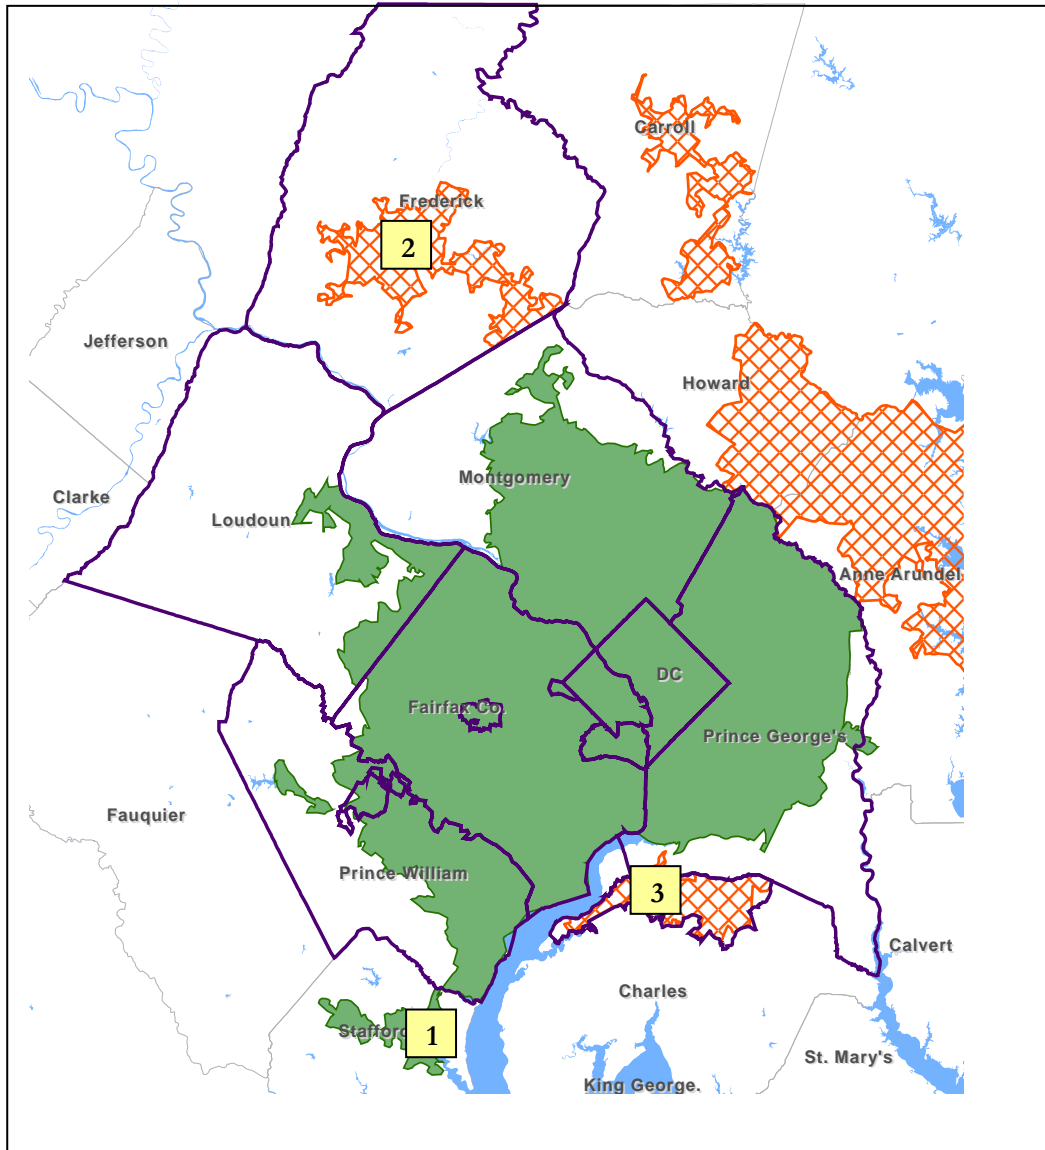 Carroll
Frederick
2
Jefferson
Howard
Montgomery
Clarke
Loudoun
Anne Arundel
DC
Fairfax Co.
Prince George's
Fauquier
Prince William
3
Calvert
Charles
Stafford
1
St. Mary's
King George.